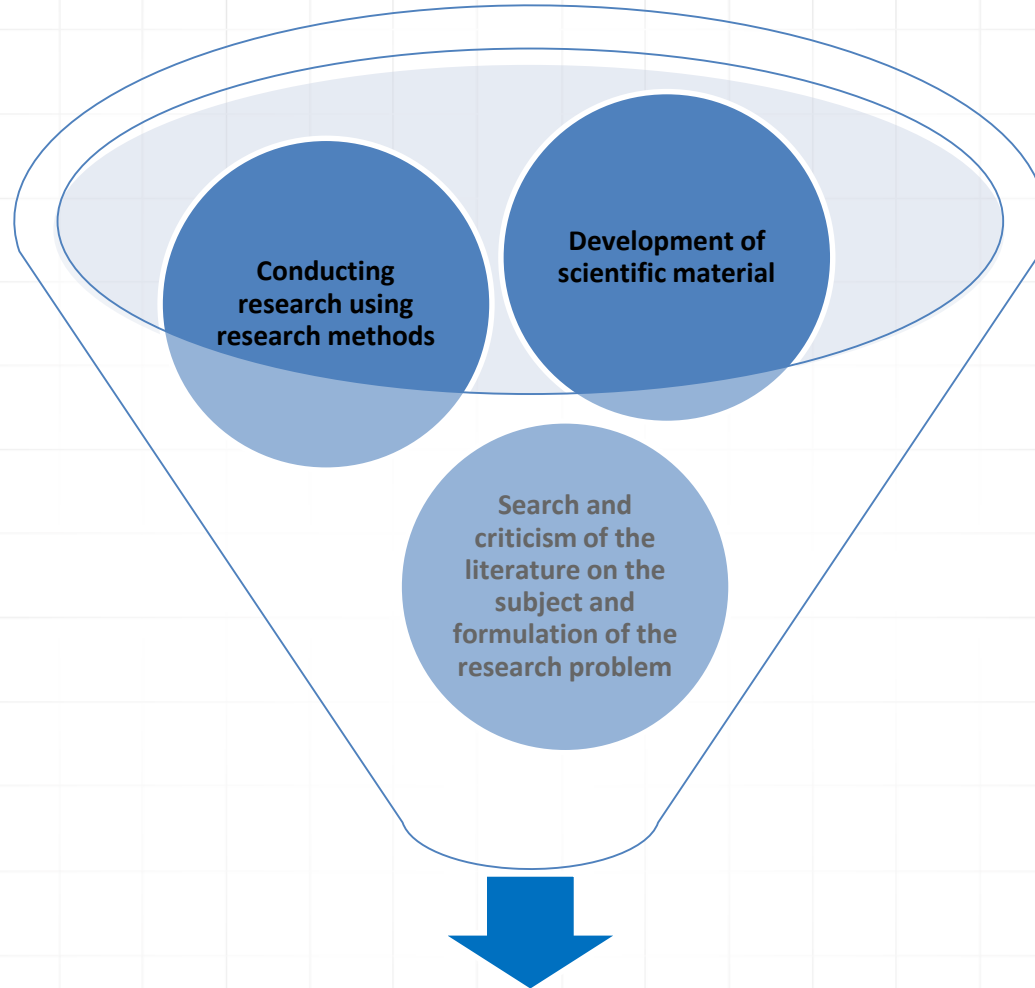 Conducting
research using
research methods
Development of
scientific material
Search and
criticism of the
literature on the
subject and
formulation of the
research problem